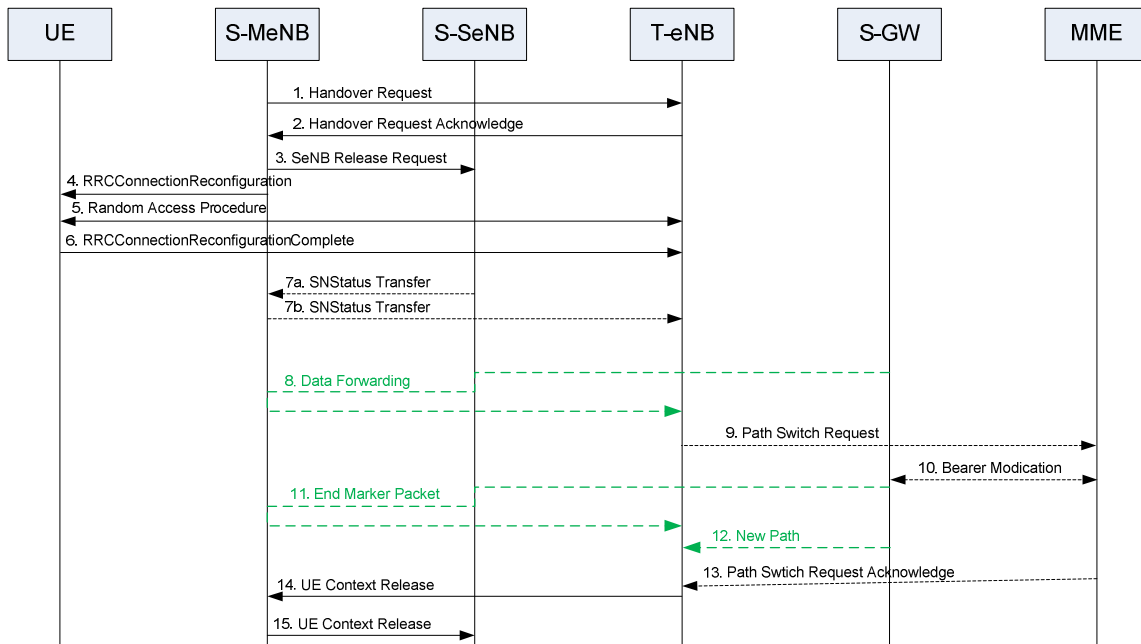 UE
S-MeNB
S-SeNB
T-eNB
S-GW
MME
1. Handover Request
2. Handover Request Acknowledge
3. SeNB Release Request
4. RRCConnectionReconfiguration
5. Random Access Procedure
6. RRCConnectionReconfigurationComplete
7a. SNStatus Transfer
7b. SNStatus Transfer
8. Data Forwarding
9. Path Switch Request
10. Bearer Modication
11. End Marker Packet
12. New Path
13. Path Swtich Request Acknowledge
14. UE Context Release
15. UE Context Release